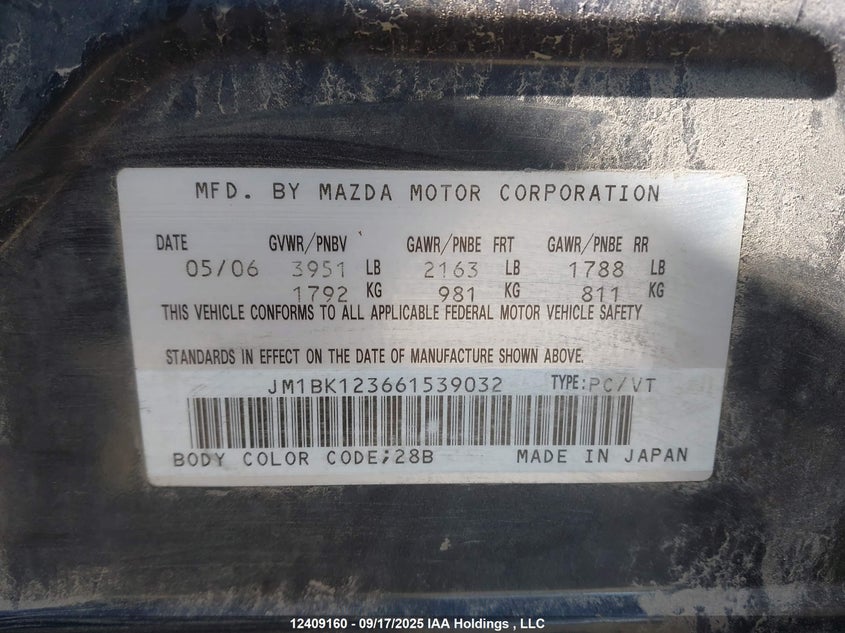 MFD. BY MAZDA MOTOR CORPORATION
DATE GVWR/PNBV GAWR/PNBE FRT GAWR/PNBE RR
05/06 3951 LB 2163 LB 1788 LB
1792 KG 981 KG 811 KG
THIS VEHICLE CONFORMS TO ALL APPLICABLE FEDERAL MOTOR VEHICLE SAFETY
STANDARDS IN EFFECT ON THE DATE OF MANUFACTURE SHOWN ABOVE.
JM1BK123661539032 TYPE:PC/VT
BODY COLOR CODE;28B MADE IN JAPAN
12409160 - 09/17/2025 IAA Holdings , LLC